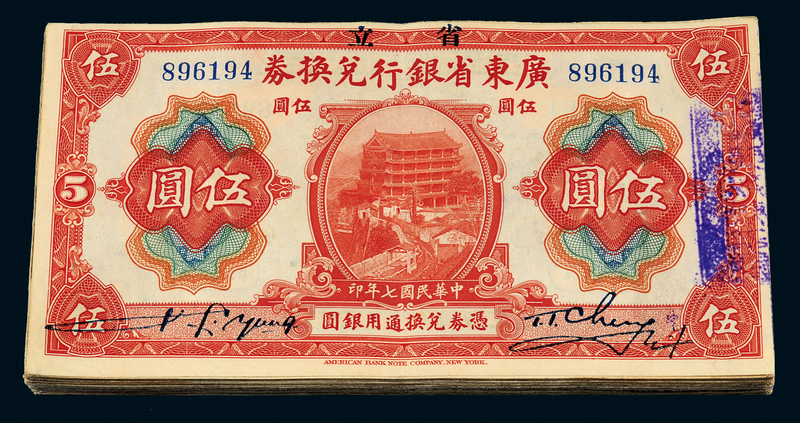 省立
伍 伍
896194 廣東省銀行兌換券 896194
伍圓 伍圓
伍圓 伍圓
5 5
中華民國七年印
伍 憑券兌換通用銀圓 伍
AMERICAN BANK NOTE COMPANY, NEW YORK.